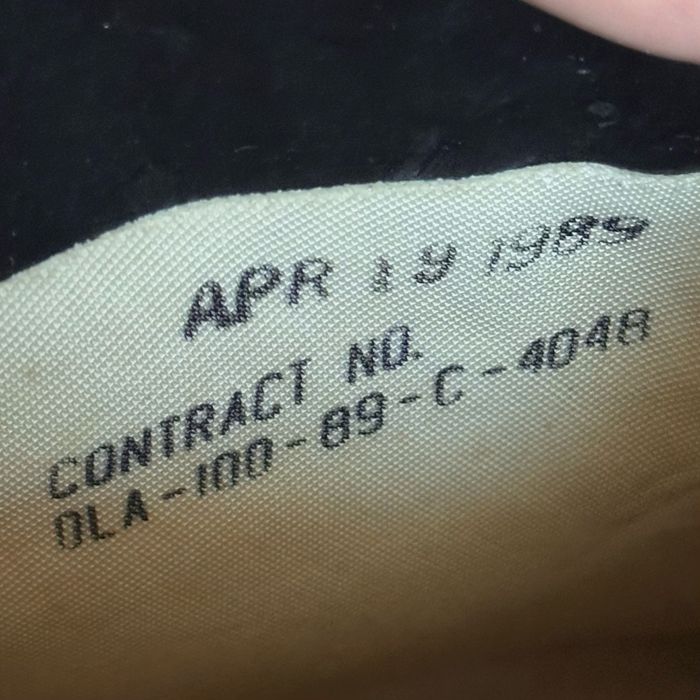 APR 19 1989
CONTRACT NO.
DLA-100-89-C-4048